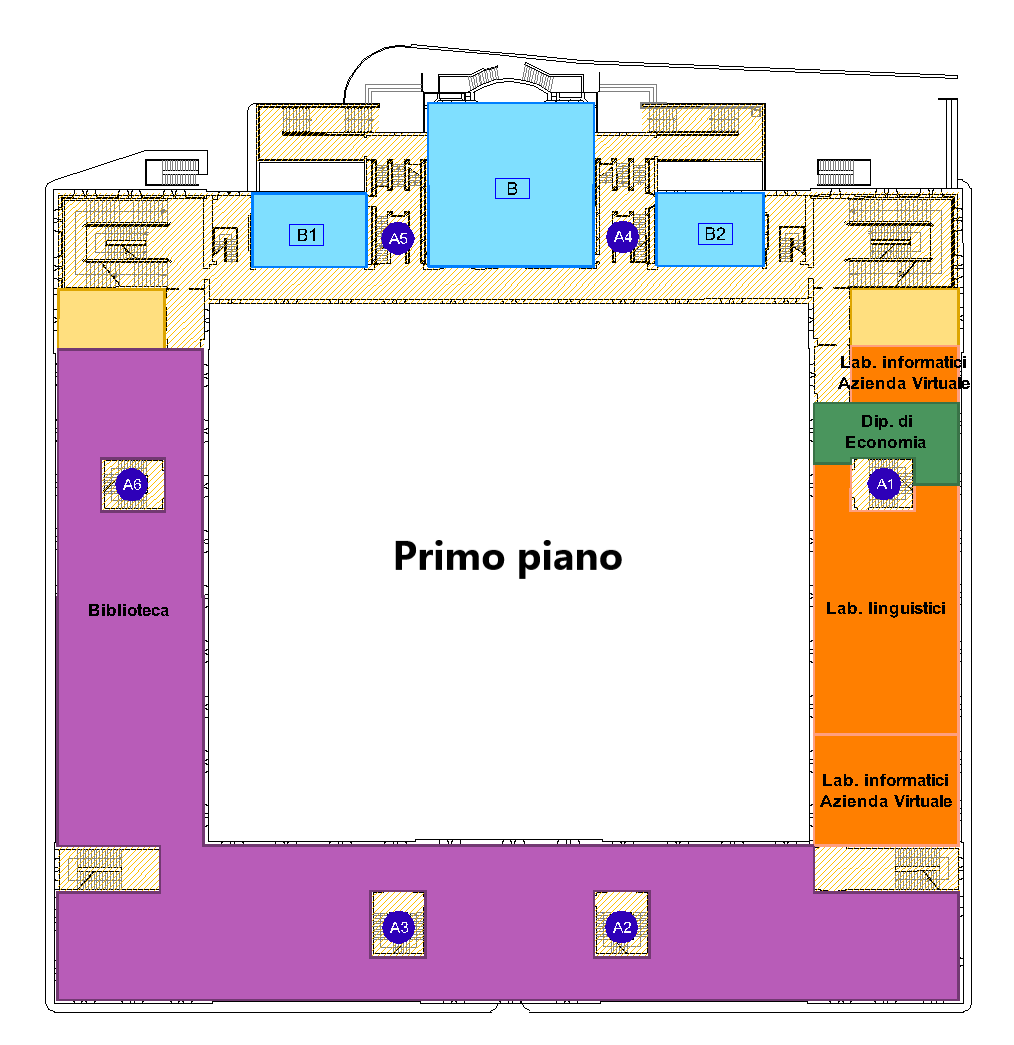 B
B1
A5
A4
B2
Lab. informatici
Azienda Virtuale
Dip. di
Economia
A6
A1
Primo piano
Biblioteca
Lab. linguistici
Lab. informatici
Azienda Virtuale
A3
A2